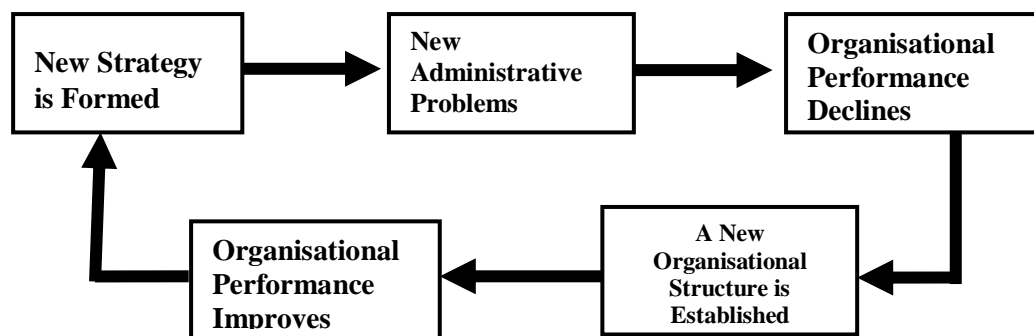 New Strategy
is Formed
New
Administrative
Problems
Organisational
Performance
Declines
A New
Organisational
Structure is
Established
Organisational
Performance
Improves